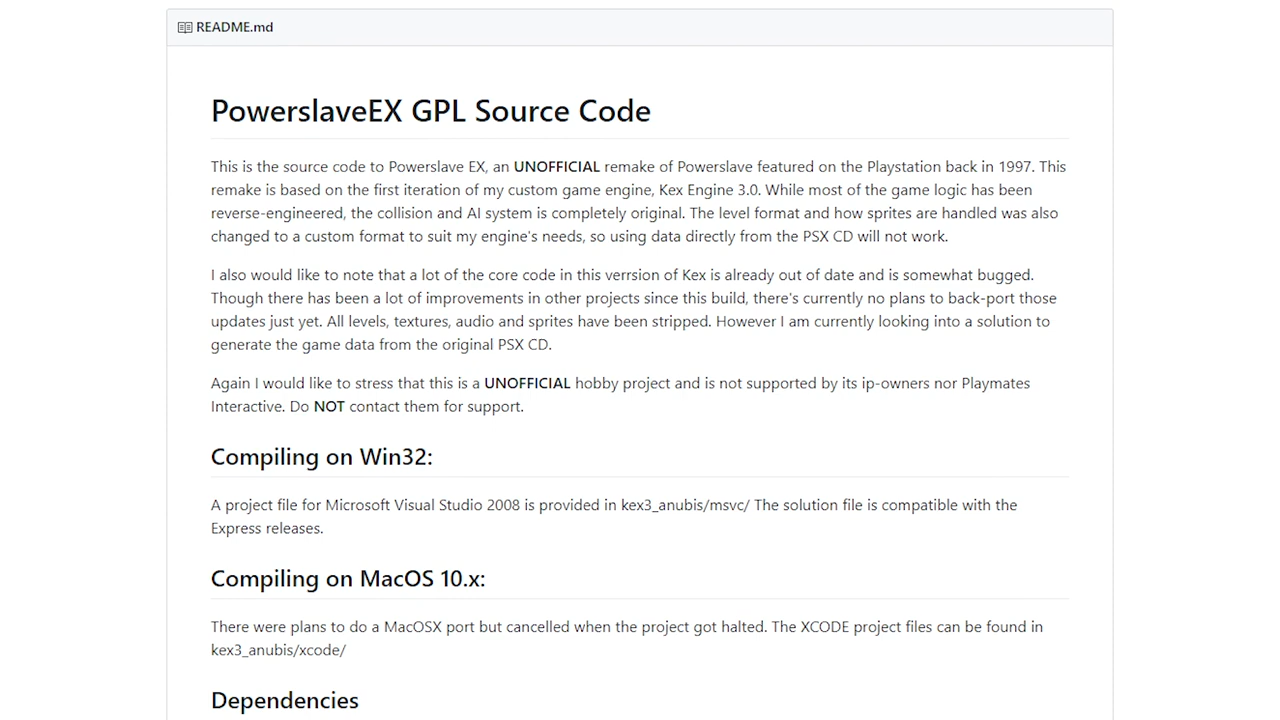 README.md
PowerslaveEX GPL Source Code
This is the source code to Powerslave EX, an UNOFFICIAL remake of Powerslave featured on the Playstation back in 1997. This
remake is based on the first iteration of my custom game engine, Kex Engine 3.0. While most of the game logic has been
reverse-engineered, the collision and AI system is completely original. The level format and how sprites are handled was also
changed to a custom format to suit my engine's needs, so using data directly from the PSX CD will not work.
I also would like to note that a lot of the core code in this verrsion of Kex is already out of date and is somewhat bugged.
Though there has been a lot of improvements in other projects since this build, there's currently no plans to back-port those
updates just yet. All levels, textures, audio and sprites have been stripped. However I am currently looking into a solution to
generate the game data from the original PSX CD.
Again I would like to stress that this is a UNOFFICIAL hobby project and is not supported by its ip-owners nor Playmates
Interactive. Do NOT contact them for support.
Compiling on Win32:
A project file for Microsoft Visual Studio 2008 is provided in kex3_anubis/msvc/ The solution file is compatible with the
Express releases.
Compiling on MacOS 10.x:
There were plans to do a MacOSX port but cancelled when the project got halted. The XCODE project files can be found in
kex3_anubis/xcode/
Dependencies